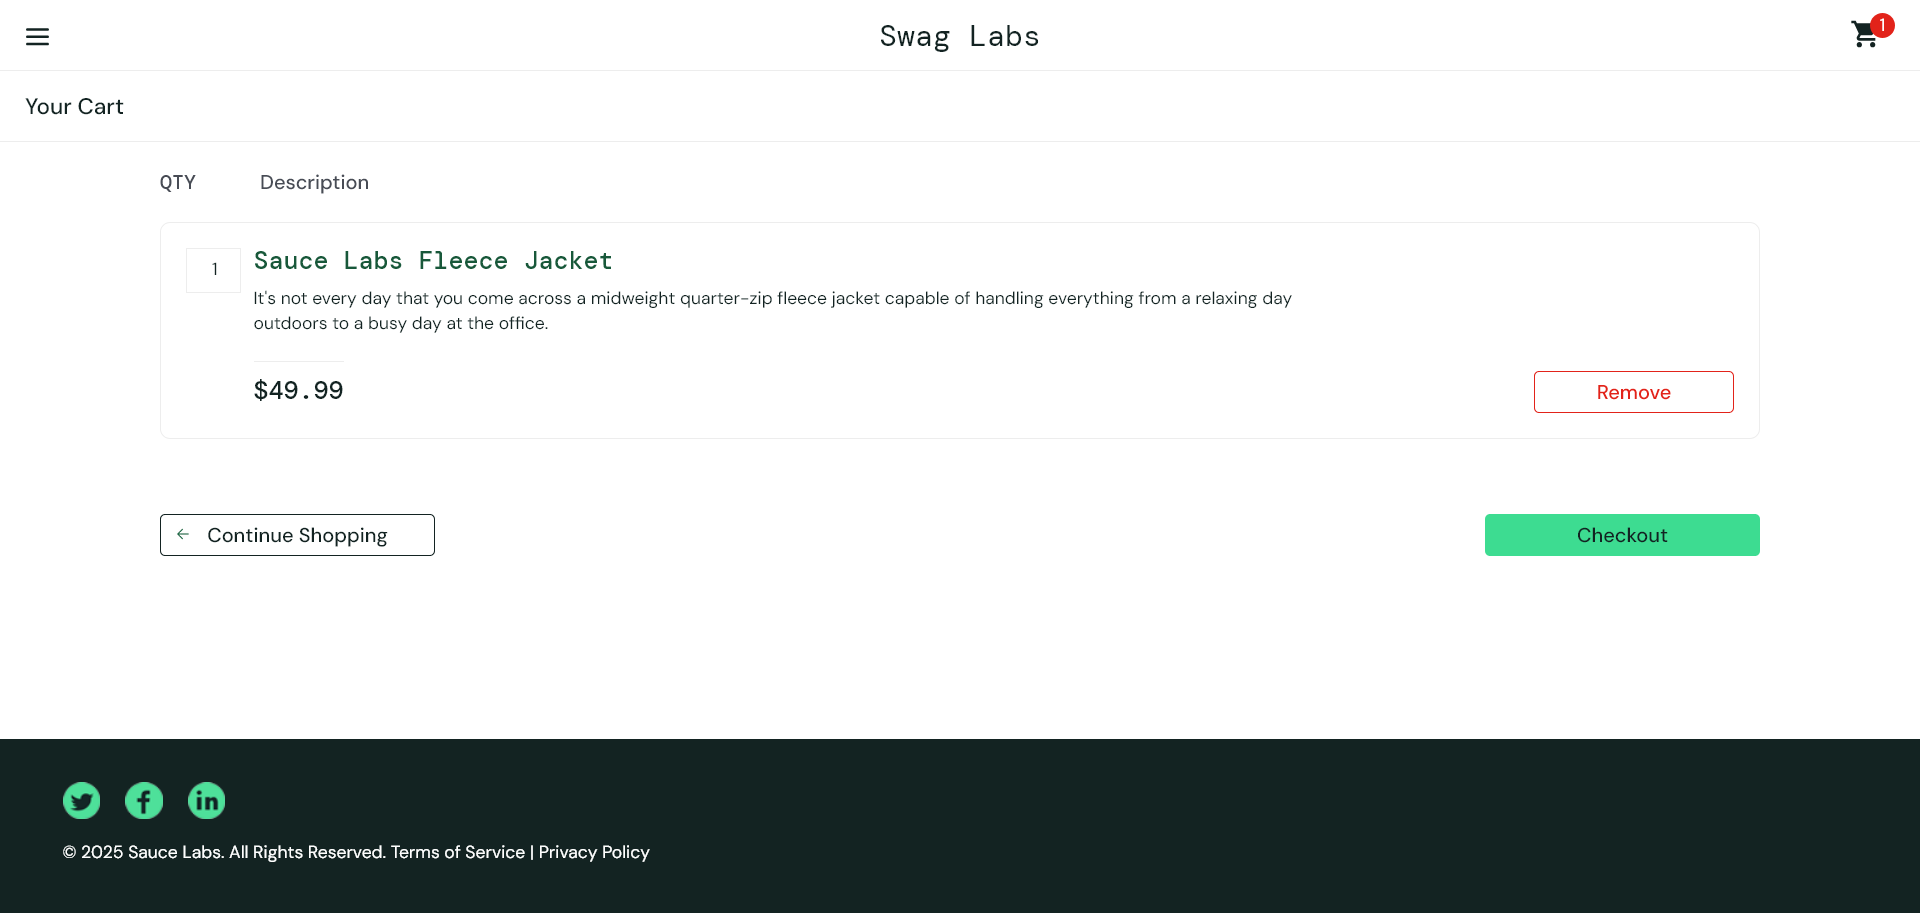 Swag Labs
1
Your Cart
QTY Description
1
Sauce Labs Fleece Jacket
It's not every day that you come across a midweight quarter-zip fleece jacket capable of handling everything from a relaxing day
outdoors to a busy day at the office.
$49.99
Remove
Continue Shopping
Checkout
© 2025 Sauce Labs. All Rights Reserved. Terms of Service | Privacy Policy